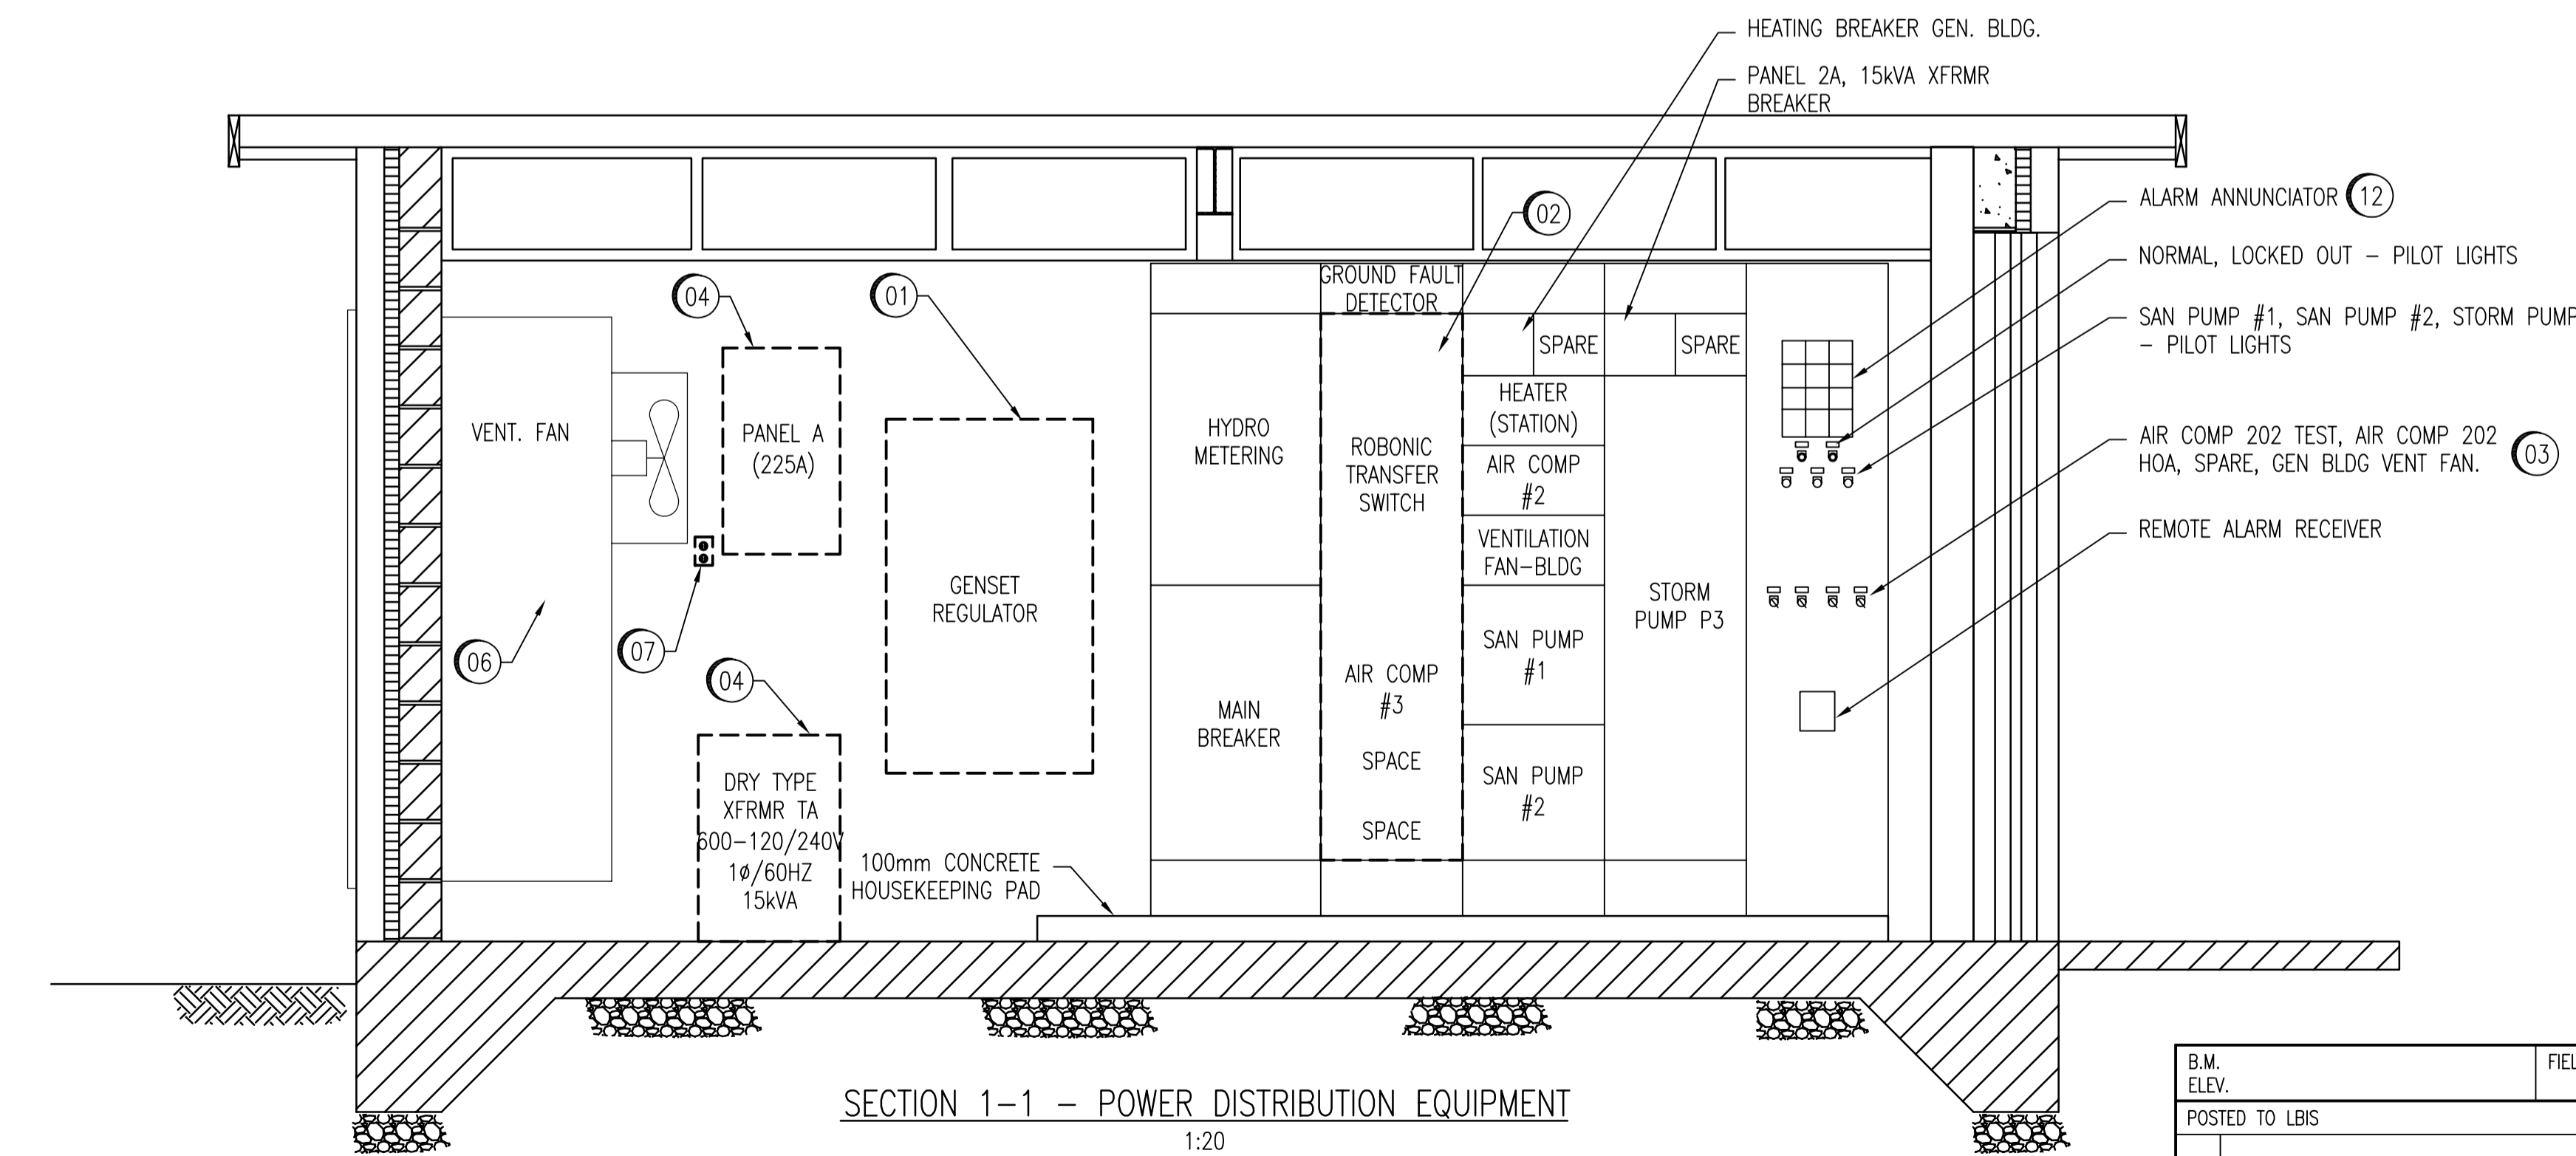 HEATING BREAKER GEN. BLDG.
PANEL 2A, 15kVA XFRMR
BREAKER
ALARM ANNUNCIATOR 12
NORMAL, LOCKED OUT – PILOT LIGHTS
SAN PUMP #1, SAN PUMP #2, STORM PUMP
– PILOT LIGHTS
AIR COMP 202 TEST, AIR COMP 202
HOA, SPARE, GEN BLDG VENT FAN.
03
REMOTE ALARM RECEIVER
02
04
01
GROUND FAULT
DETECTOR
SPARE
SPARE
VENT. FAN
PANEL A
(225A)
HYDRO
METERING
ROBONIC
TRANSFER
SWITCH
HEATER
(STATION)
AIR COMP
#2
VENTILATION
FAN–BLDG
GENSET
REGULATOR
STORM
PUMP P3
SAN PUMP
#1
06
07
04
AIR COMP
#3
MAIN
BREAKER
SPACE
SAN PUMP
#2
SPACE
DRY TYPE
XFRMR TA
600–120/240V
1ø/60HZ
15kVA
100mm CONCRETE
HOUSEKEEPING PAD
SECTION 1–1 – POWER DISTRIBUTION EQUIPMENT
1:20
B.M.
ELEV.
POSTED TO LBIS